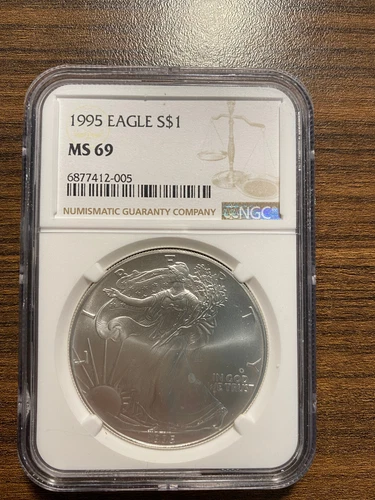 1995 EAGLE S$1
MS 69
6877412-005
NUMISMATIC GUARANTY COMPANY
NGC
LIBERTY
IN GOD
WE TRUST